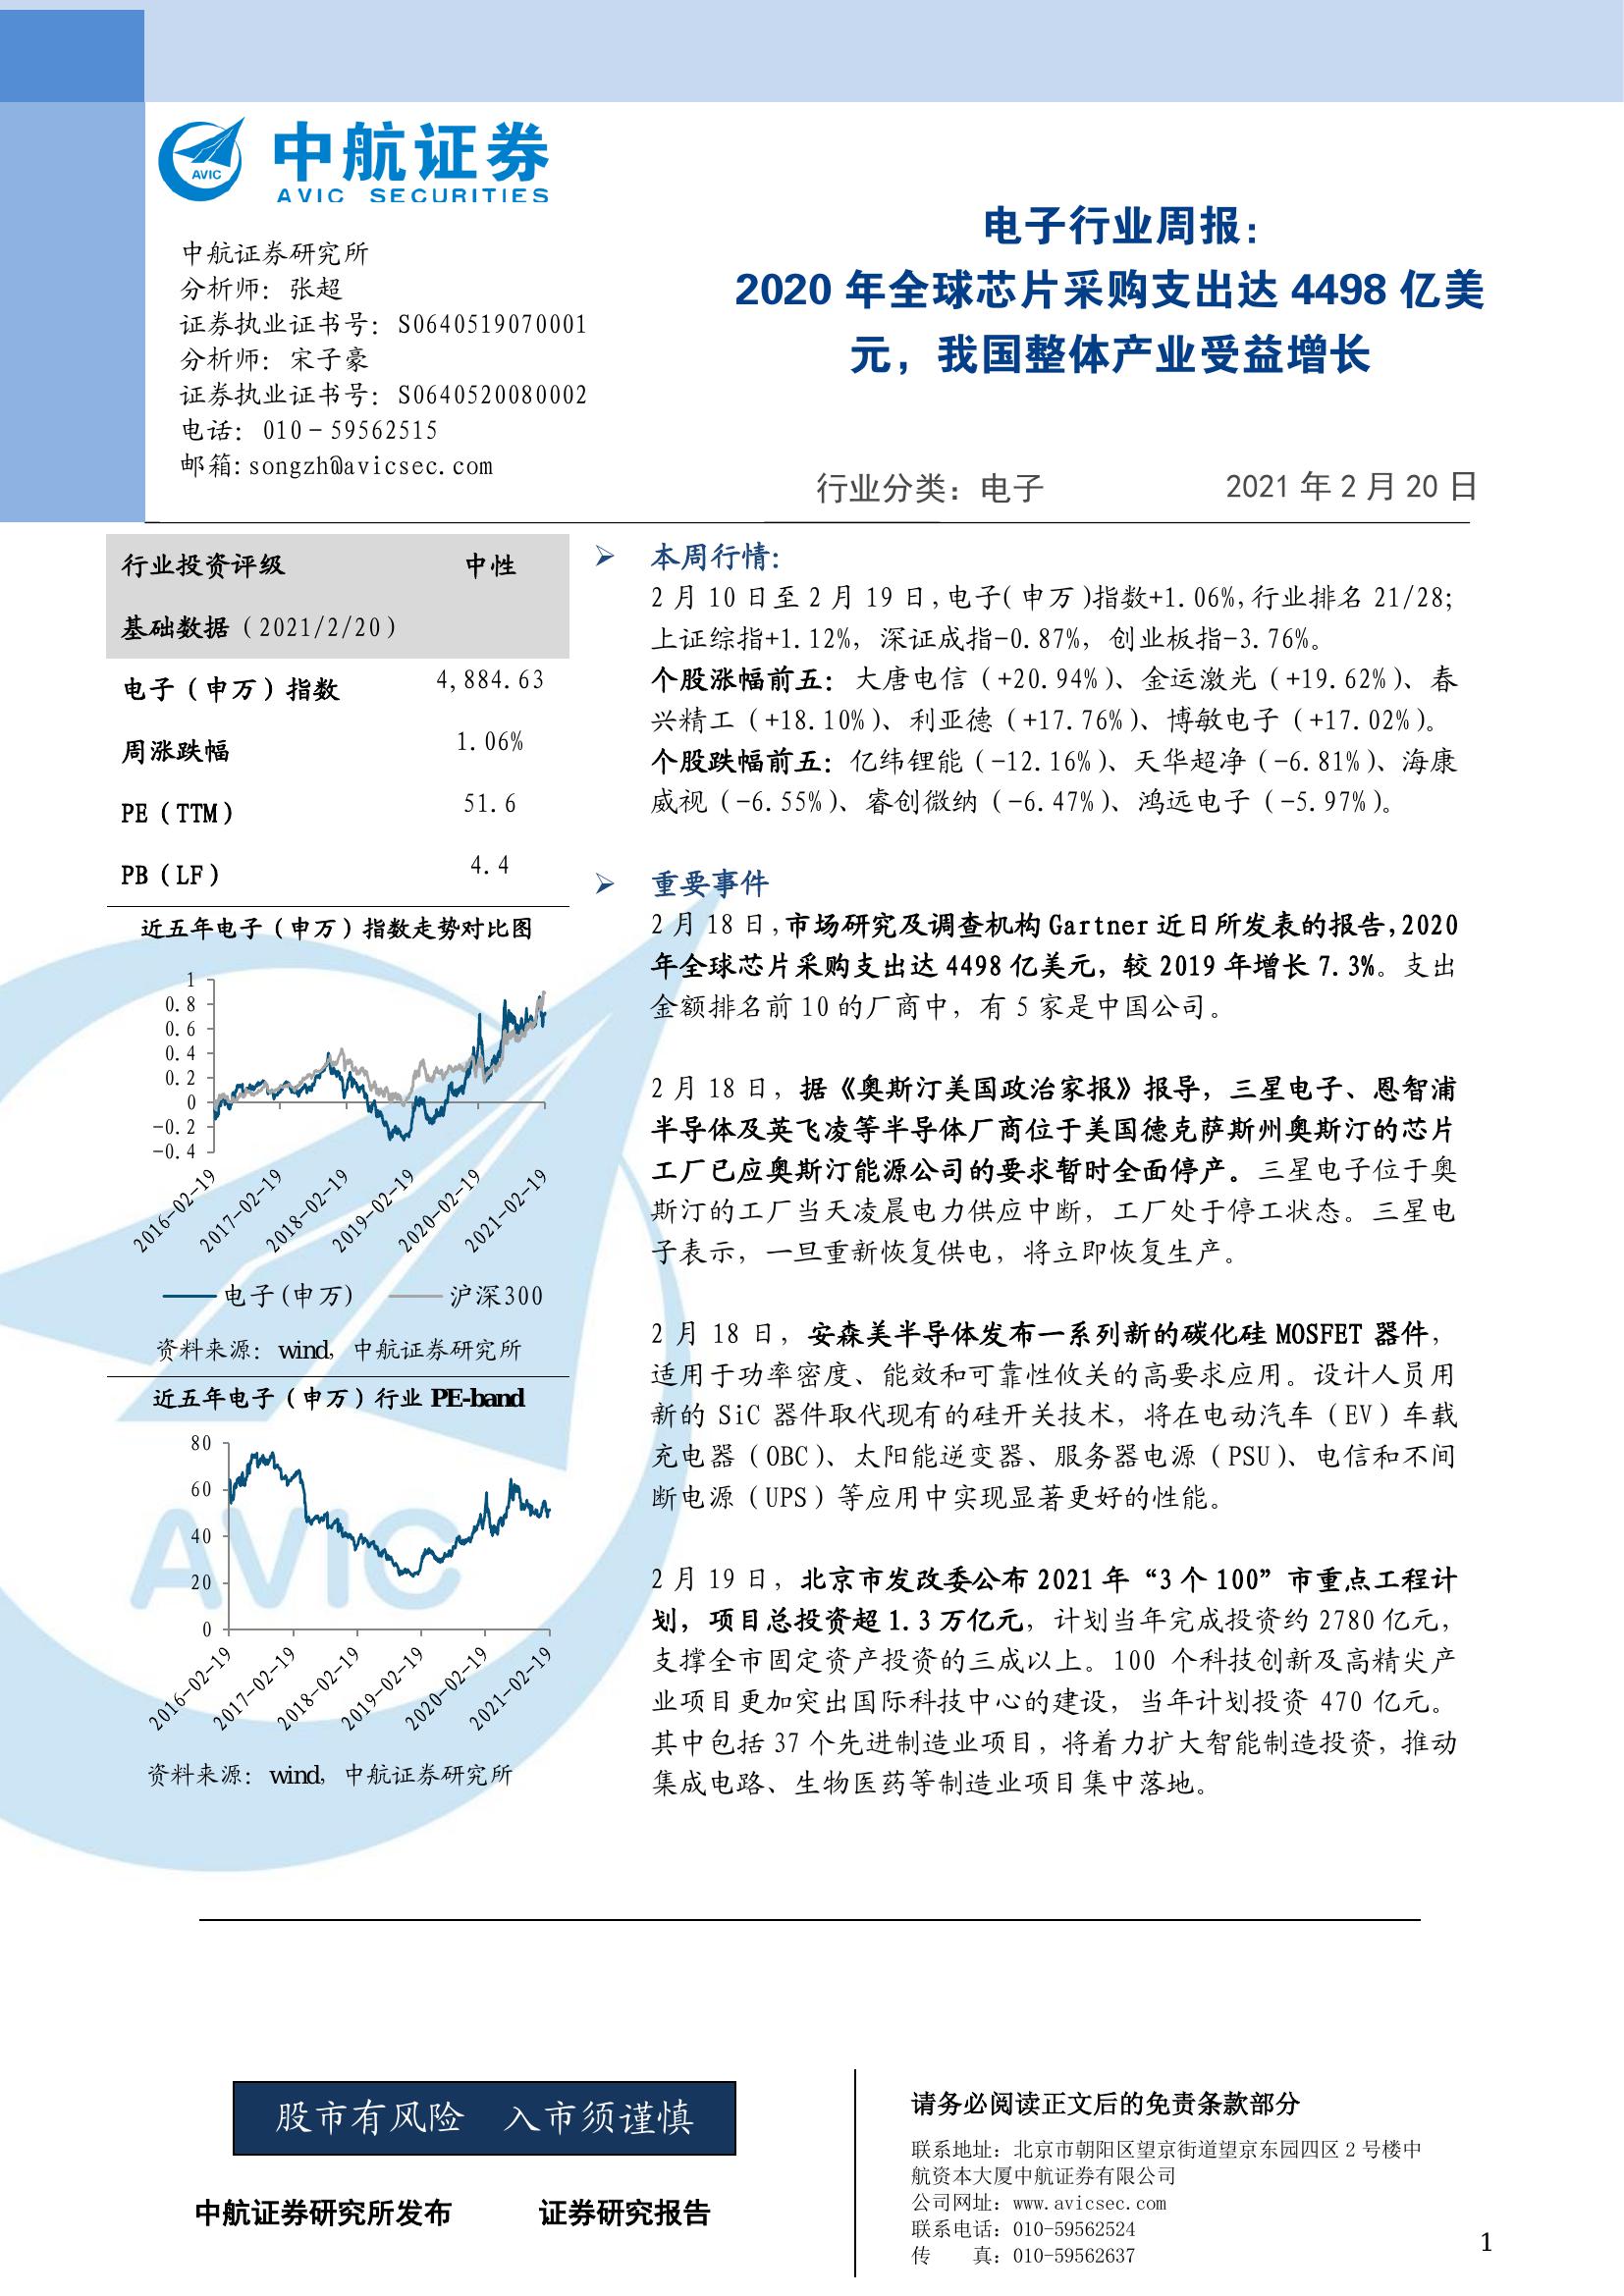 中航证券
AVIC SECURITIES
AVIC
中航证券研究所
分析师：张超
证券执业证书号：S0640519070001
分析师：宋子豪
证券执业证书号：S0640520080002
电话：010－59562515
邮箱:songzh@avicsec.com
电子行业周报：
2020 年全球芯片采购支出达 4498 亿美
元，我国整体产业受益增长
行业分类：电子 2021 年 2 月 20 日
行业投资评级 中性
基础数据（2021/2/20）
电子（申万）指数 4,884.63
周涨跌幅 1.06%
PE（TTM） 51.6
PB（LF） 4.4
近五年电子（申万）指数走势对比图
1
0.8
0.6
0.4
0.2
0
-0.2
-0.4
2016-02-19 2017-02-19 2018-02-19 2019-02-19 2020-02-19 2021-02-19
电子(申万) 沪深300
资料来源：wind，中航证券研究所
近五年电子（申万）行业 PE-band
80
60
40
20
0
2016-02-19 2017-02-19 2018-02-19 2019-02-19 2020-02-19 2021-02-19
资料来源：wind，中航证券研究所
AVIC
➢ 本周行情：
2 月 10 日至 2 月 19 日,电子(申万)指数+1.06%,行业排名 21/28;
上证综指+1.12%，深证成指-0.87%，创业板指-3.76%。
个股涨幅前五：大唐电信（+20.94%）、金运激光（+19.62%）、春
兴精工（+18.10%）、利亚德（+17.76%）、博敏电子（+17.02%）。
个股跌幅前五：亿纬锂能（-12.16%）、天华超净（-6.81%）、海康
威视（-6.55%）、睿创微纳（-6.47%）、鸿远电子（-5.97%）。
➢ 重要事件
2 月 18 日,市场研究及调查机构 Gartner 近日所发表的报告,2020
年全球芯片采购支出达 4498 亿美元，较 2019 年增长 7.3%。支出
金额排名前 10 的厂商中，有 5 家是中国公司。
2 月 18 日，据《奥斯汀美国政治家报》报导，三星电子、恩智浦
半导体及英飞凌等半导体厂商位于美国德克萨斯州奥斯汀的芯片
工厂已应奥斯汀能源公司的要求暂时全面停产。三星电子位于奥
斯汀的工厂当天凌晨电力供应中断，工厂处于停工状态。三星电
子表示，一旦重新恢复供电，将立即恢复生产。
2 月 18 日，安森美半导体发布一系列新的碳化硅 MOSFET 器件，
适用于功率密度、能效和可靠性攸关的高要求应用。设计人员用
新的 SiC 器件取代现有的硅开关技术，将在电动汽车（EV）车载
充电器（OBC）、太阳能逆变器、服务器电源（PSU）、电信和不间
断电源（UPS）等应用中实现显著更好的性能。
2 月 19 日，北京市发改委公布 2021 年“3 个 100”市重点工程计
划，项目总投资超 1.3 万亿元，计划当年完成投资约 2780 亿元，
支撑全市固定资产投资的三成以上。100 个科技创新及高精尖产
业项目更加突出国际科技中心的建设，当年计划投资 470 亿元。
其中包括 37 个先进制造业项目，将着力扩大智能制造投资，推动
集成电路、生物医药等制造业项目集中落地。
股市有风险 入市须谨慎
中航证券研究所发布 证券研究报告
请务必阅读正文后的免责条款部分
联系地址：北京市朝阳区望京街道望京东园四区 2 号楼中
航资本大厦中航证券有限公司
公司网址：www.avicsec.com
联系电话：010-59562524
传 真：010-59562637
1